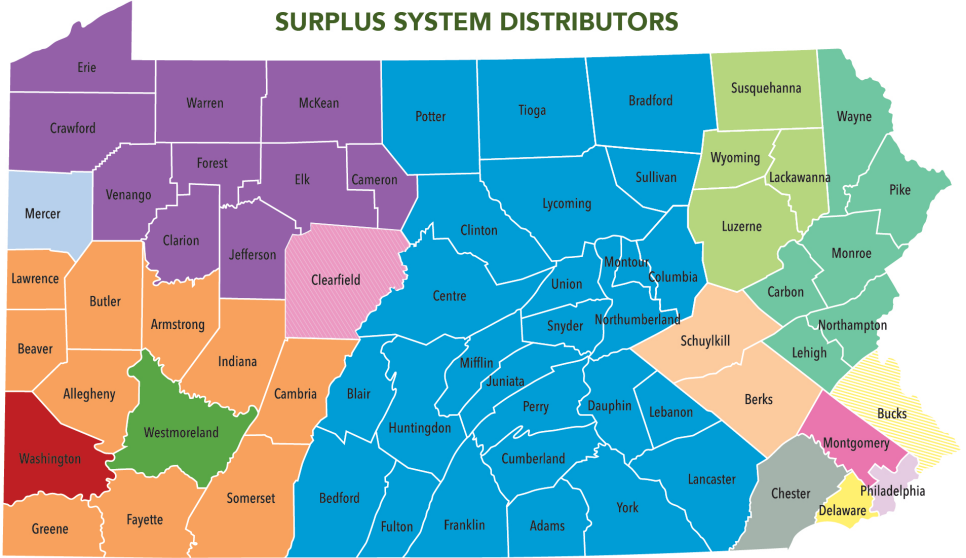 SURPLUS SYSTEM DISTRIBUTORS
Erie
Warren
McKean
Potter
Tioga
Bradford
Susquehanna
Wayne
Crawford
Forest
Elk
Cameron
Sullivan
Wyoming
Lackawanna
Pike
Venango
Mercer
Clarion
Jefferson
Clinton
Lycoming
Luzerne
Monroe
Lawrence
Butler
Clearfield
Centre
Union
Montour
Columbia
Carbon
Armstrong
Snyder
Northumberland
Northampton
Beaver
Indiana
Mifflin
Schuylkill
Lehigh
Allegheny
Cambria
Blair
Juniata
Perry
Dauphin
Lebanon
Berks
Bucks
Westmoreland
Huntingdon
Montgomery
Washington
Cumberland
Lancaster
Chester
Philadelphia
Greene
Fayette
Somerset
Bedford
Fulton
Franklin
Adams
York
Delaware